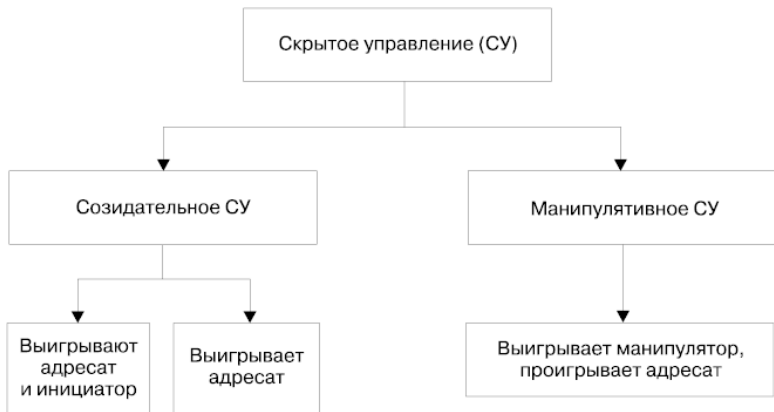 Скрытое управление (СУ)
Созидательное СУ
Манипулятивное СУ
Выигрывают
адресат
и инициатор
Выигрывает
адресат
Выигрывает манипулятор,
проигрывает адресат